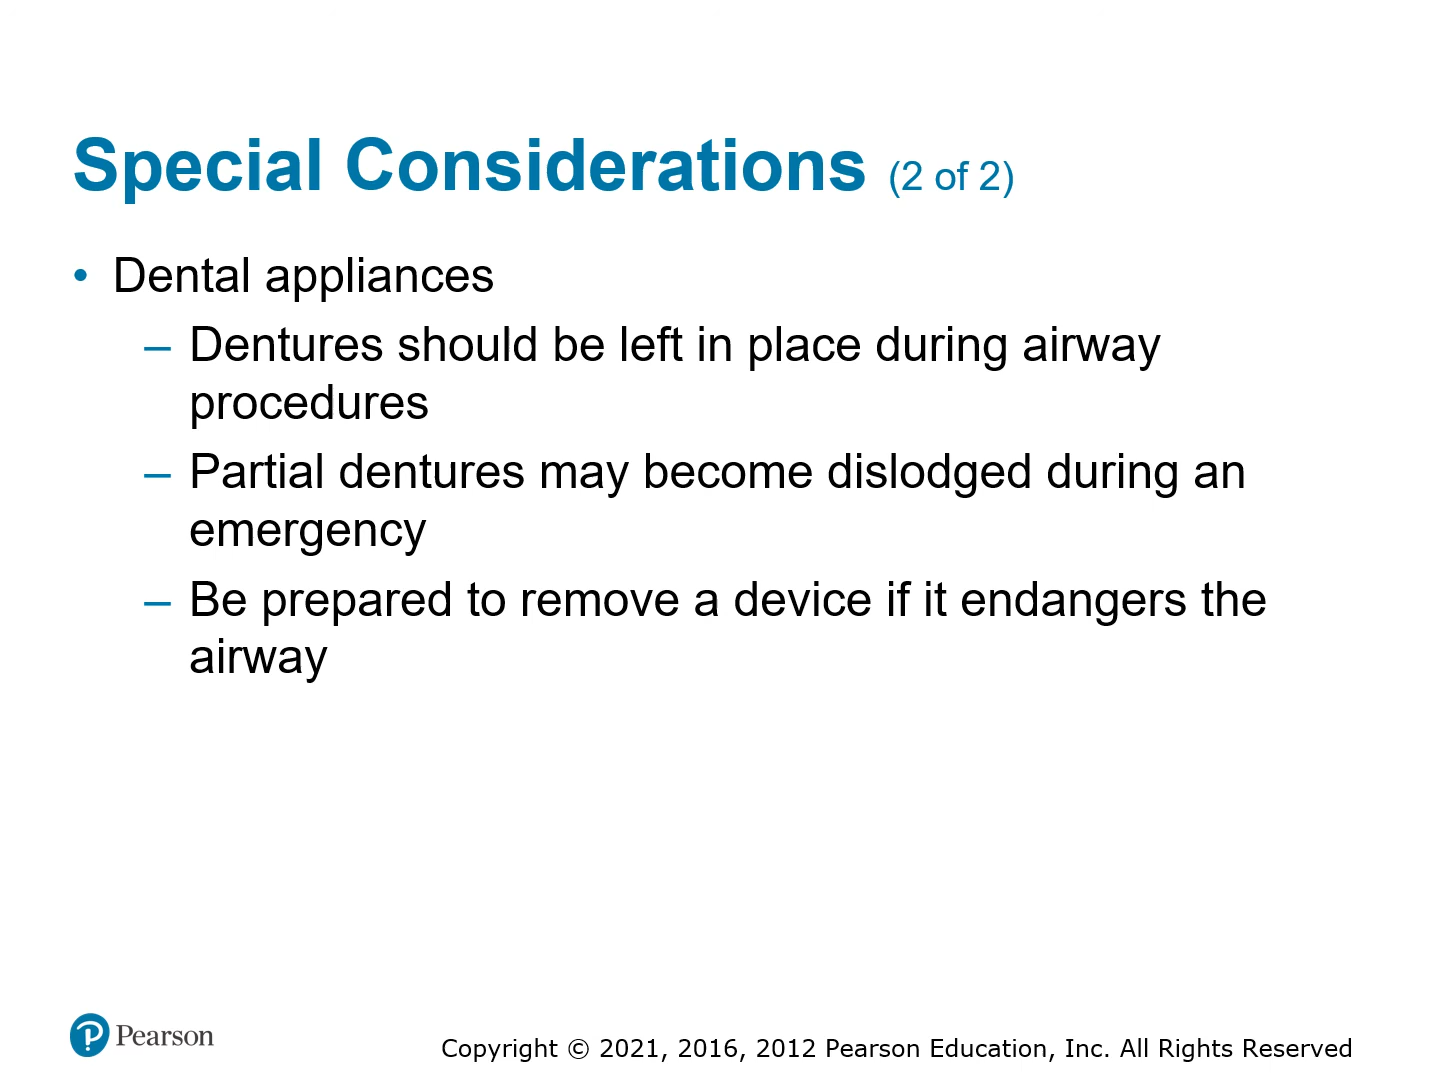 Special Considerations (2 of 2)
• Dental appliances
– Dentures should be left in place during airway
procedures
– Partial dentures may become dislodged during an
emergency
– Be prepared to remove a device if it endangers the
airway
Pearson
Copyright © 2021, 2016, 2012 Pearson Education, Inc. All Rights Reserved